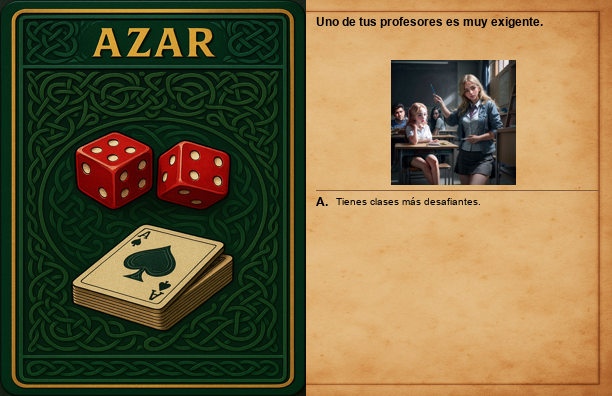 AZAR
A
A
Uno de tus profesores es muy exigente.
A. Tienes clases más desafiantes.